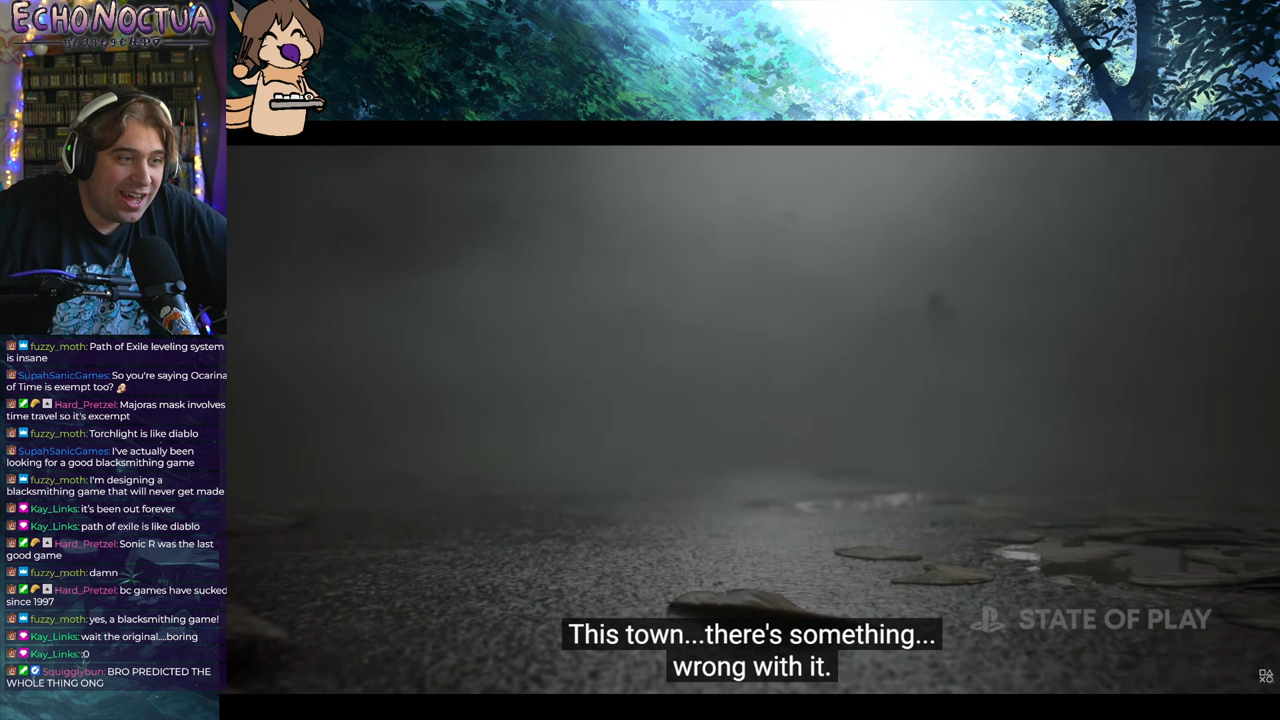 ECHONOCTUA
fuzzy_moth: Path of Exile leveling system
is insane
SupahSanicGames: So you're saying Ocarina
of Time is exempt too?
Hard_Pretzel: Majoras mask involves
time travel so it's excempt
fuzzy_moth: Torchlight is like diablo
SupahSanicGames: I've actually been
looking for a good blacksmithing game
fuzzy_moth: I'm designing a
blacksmithing game that will never get made
Kay_Links: it's been out forever
Kay_Links: path of exile is like diablo
Hard_Pretzel: Sonic R was the last
good game
fuzzy_moth: damn
Hard_Pretzel: bc games have sucked
since 1997
fuzzy_moth: yes, a blacksmithing game!
Kay_Links: wait the original....boring
Kay_Links: :0
Squigglybun: BRO PREDICTED THE
WHOLE THING ONG
STATE OF PLAY
This town...there's something...
wrong with it.